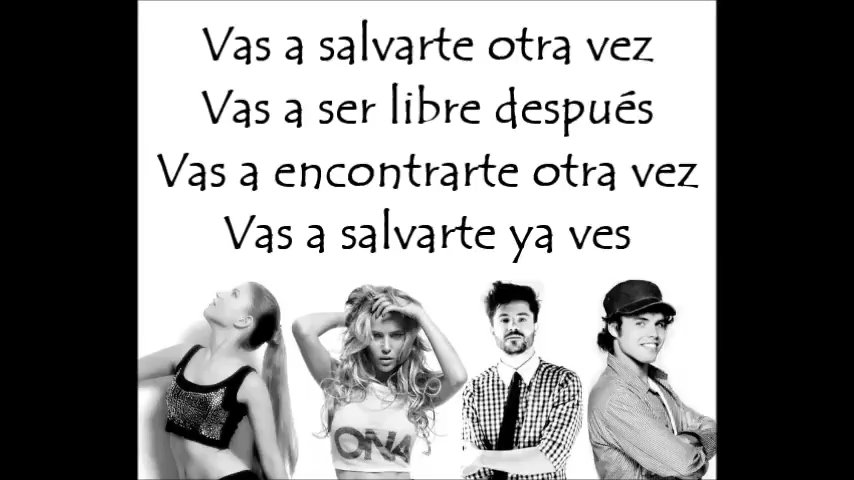 Vas a salvarte otra vez
Vas a ser libre después
Vas a encontrarte otra vez
Vas a salvarte ya ves
ONA